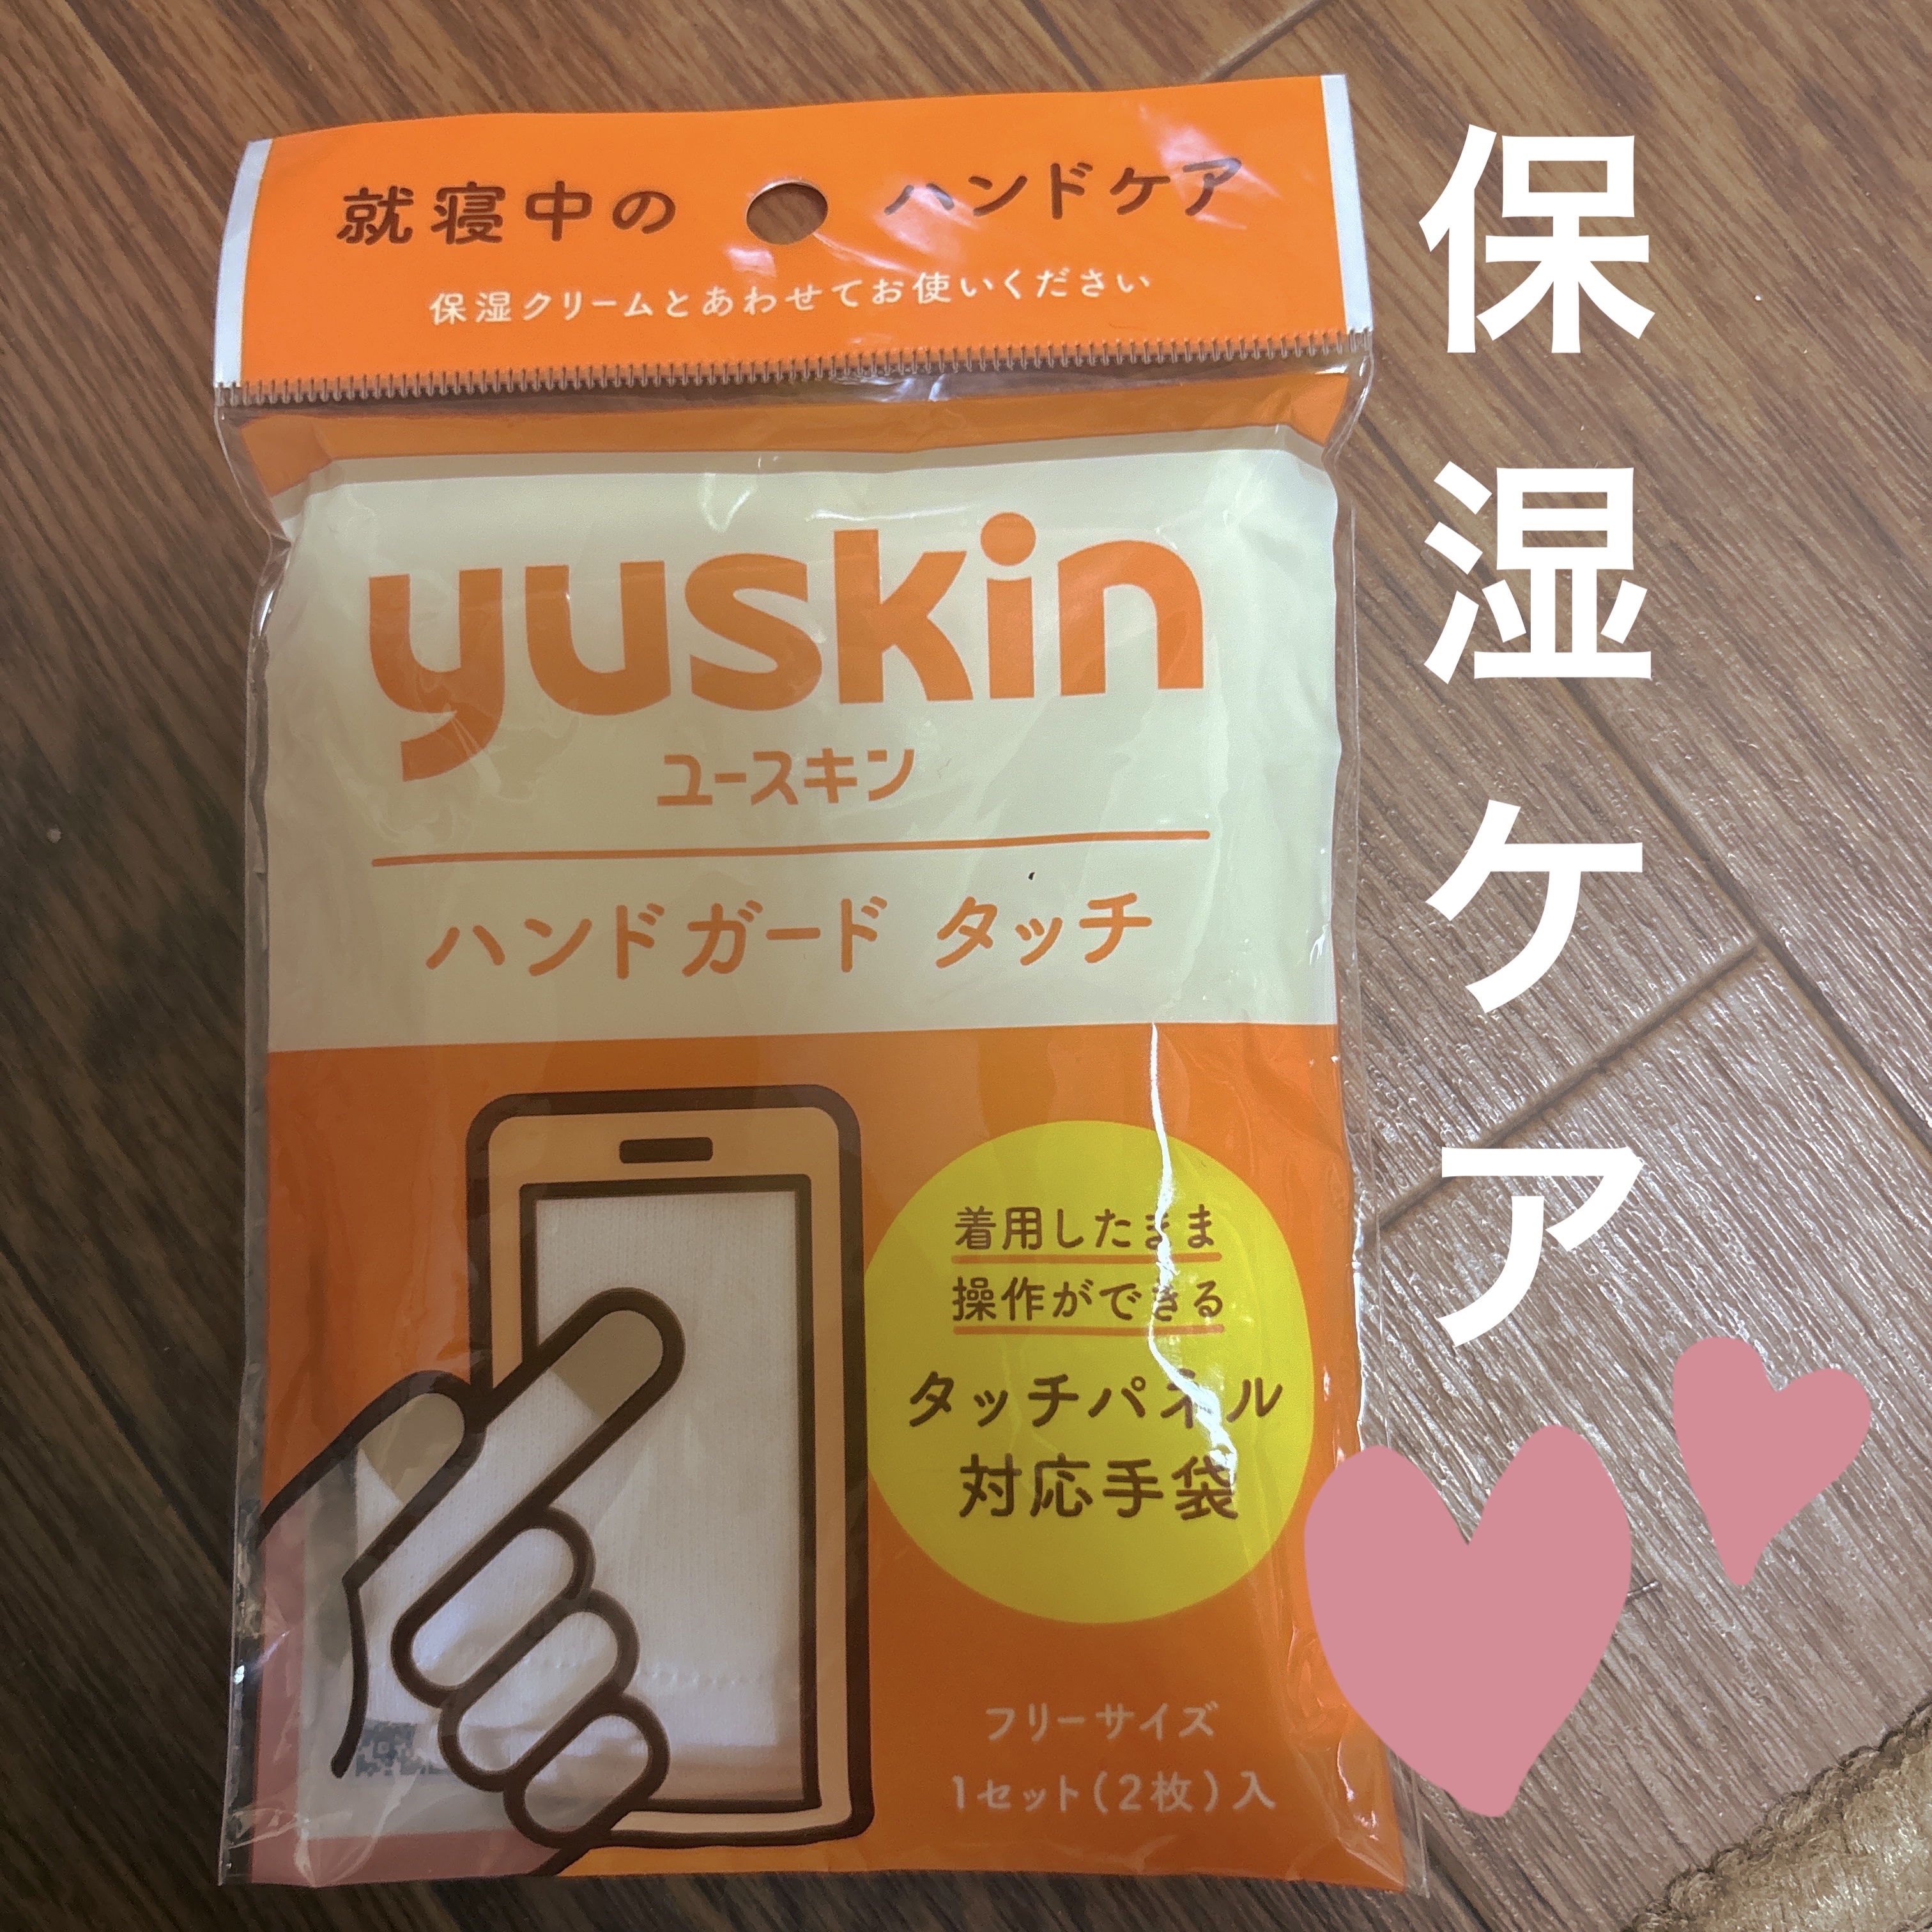 就寝中の ハンドケア
保湿クリームとあわせてお使いください
yuskin
ユースキン
ハンドガード タッチ
着用したまま
操作ができる
タッチパネル
対応手袋
フリーサイズ
1セット(2枚)入
保湿ケア